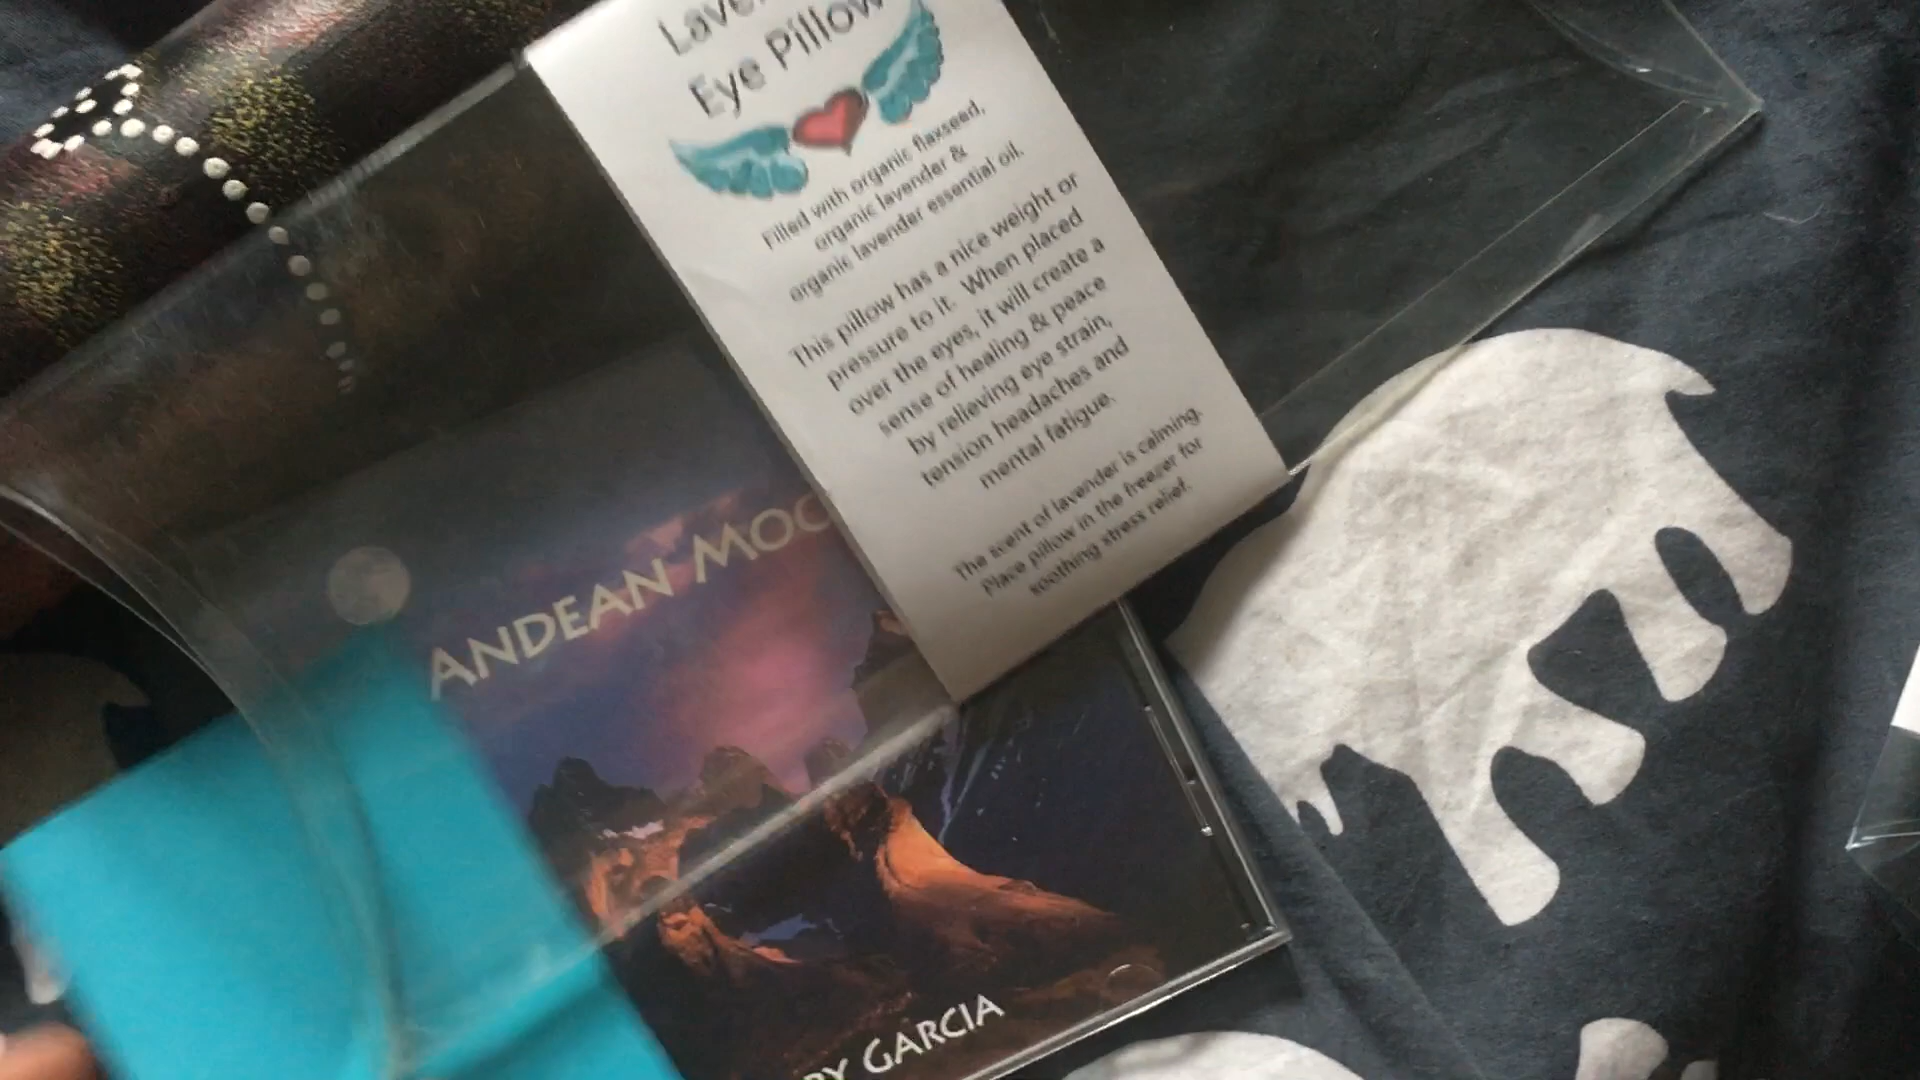 Eye Pillow
Filled with organic flaxseed,
organic lavender &
organic lavender essential oil.
This pillow has a nice weight or
pressure to it. When placed
over the eyes, it will create a
sense of healing & peace
by relieving eye strain,
tension headaches and
mental fatigue.
The scent of lavender is calming.
Place pillow in the freezer for
soothing stress relief.
ANDEAN
GARCIA